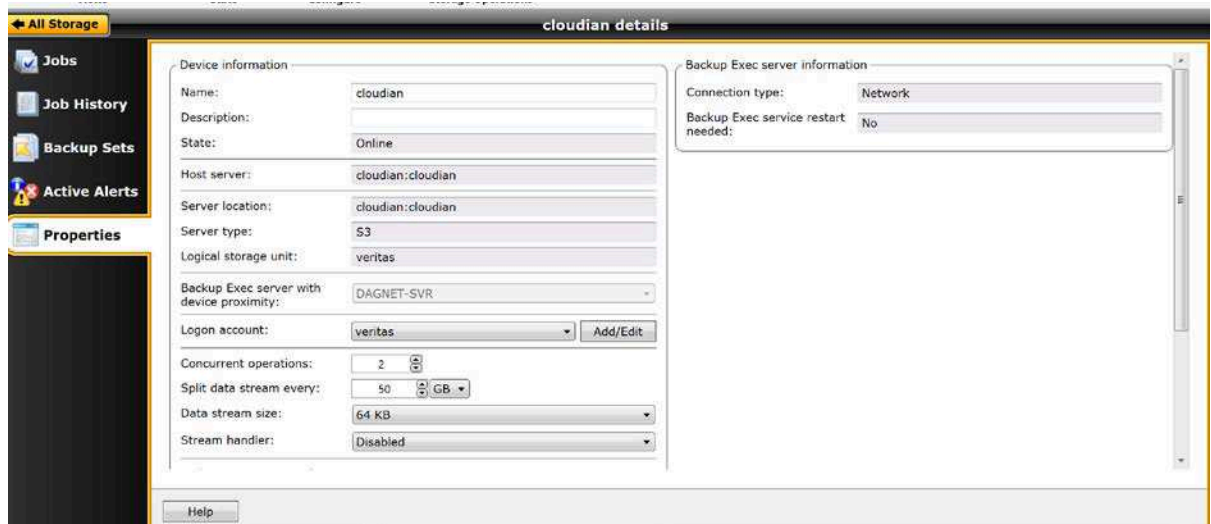 All Storage
cloudian details
Jobs
Job History
Backup Sets
Active Alerts
Properties
Device information
Name: cloudian
Description:
State: Online
Host server: cloudian:cloudian
Server location: cloudian:cloudian
Server type: S3
Logical storage unit: veritas
Backup Exec server with
device proximity: DAGNET-SVR
Logon account: veritas Add/Edit
Concurrent operations: 2
Split data stream every: 50 GB
Data stream size: 64 KB
Stream handler: Disabled
Backup Exec server information
Connection type: Network
Backup Exec service restart
needed: No
Help